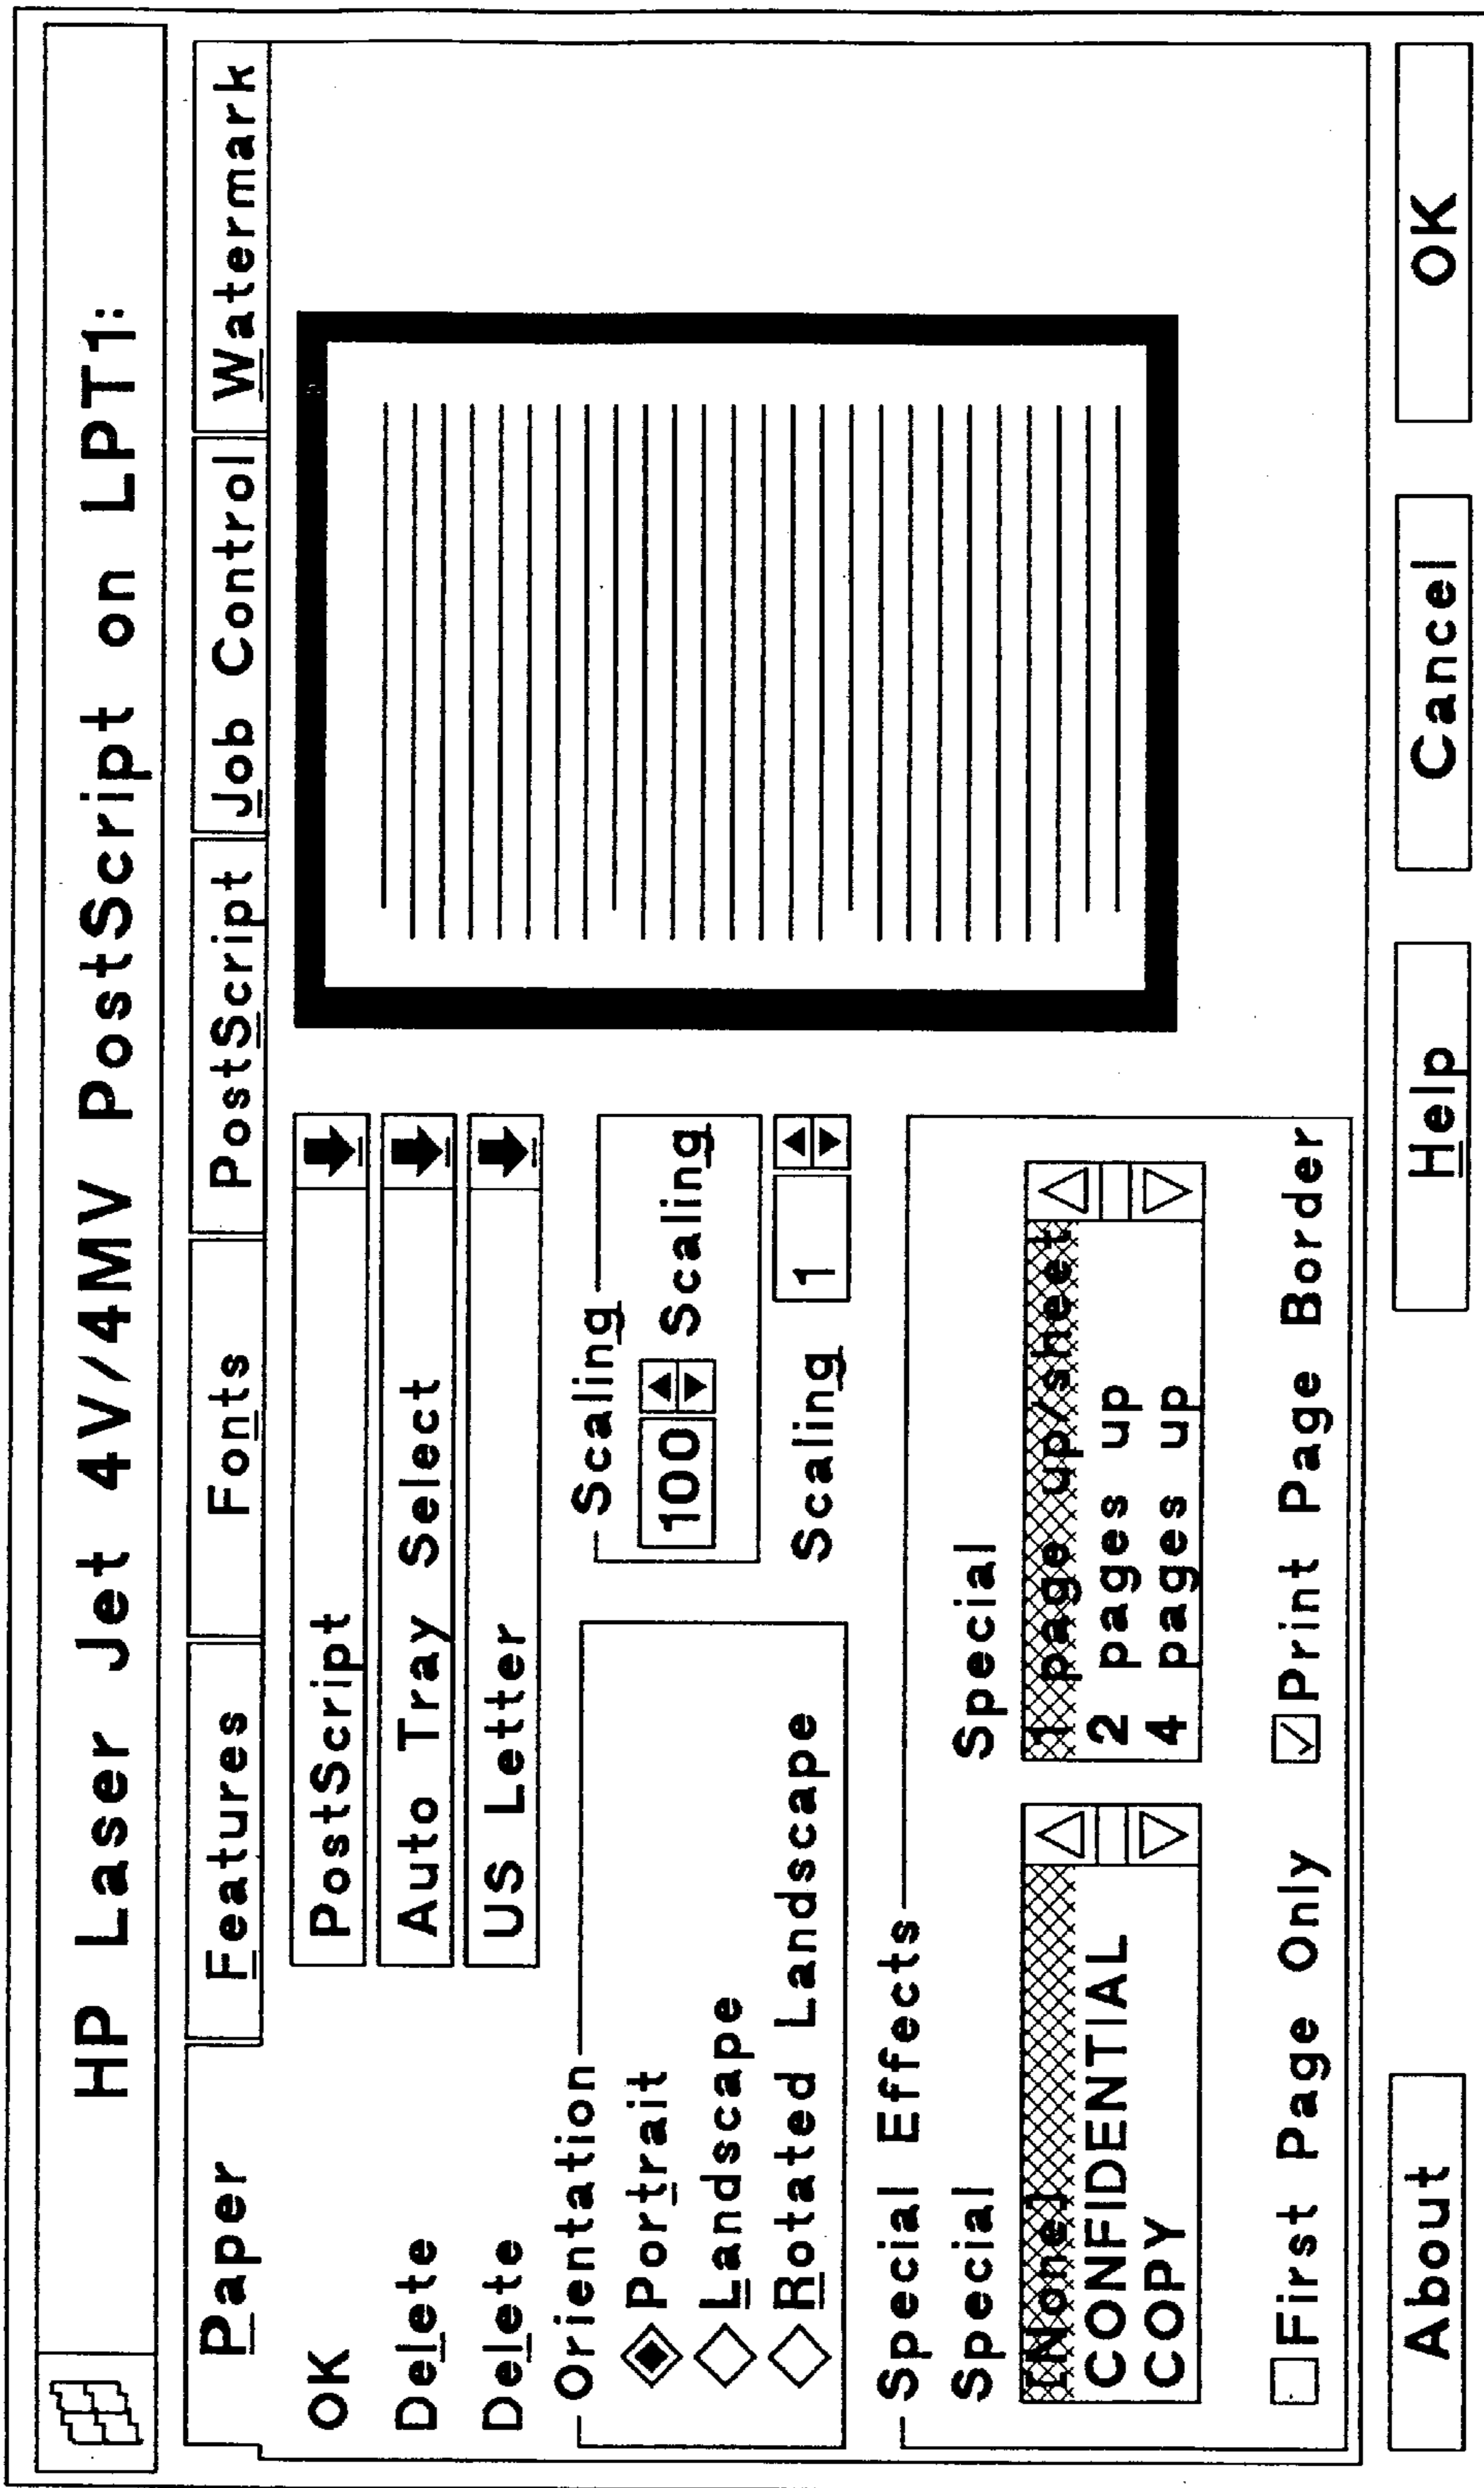 HP Laser Jet 4V/4MV PostScript on LPT1:
Paper Features Fonts PostScript Job Control Watermark
OK PostScript
Delete Auto Tray Select
Delete US Letter
Orientation Scaling
Portrait 100 Scaling
Landscape
Rotated Landscape Scaling 1
Special Effects
Special Special
[None] 1 page up/sheet
CONFIDENTIAL 2 pages up
COPY 4 pages up
First Page Only Print Page Border
About Help Cancel OK